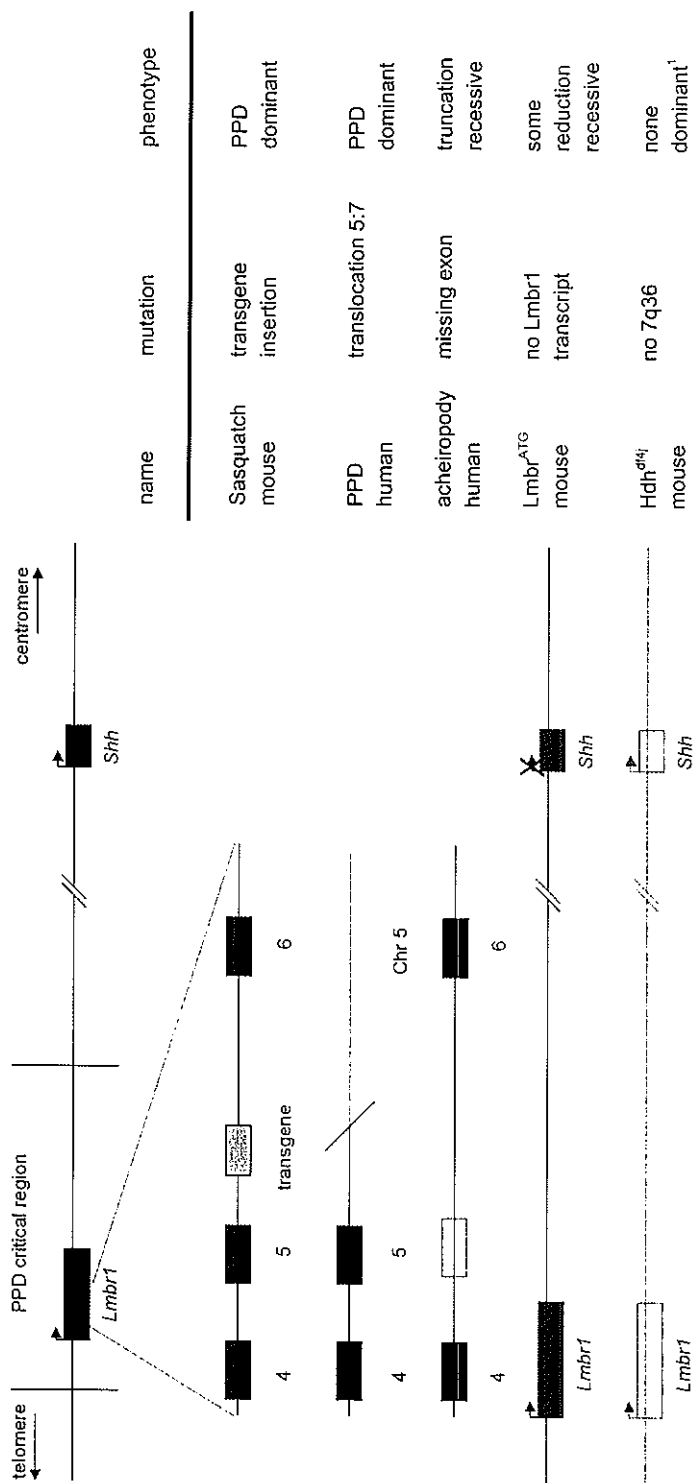 telomere
PPD critical region
centromere
Lmbr1
Shh
name
mutation
phenotype
4
5
transgene
6
Sasquatch
mouse
transgene
insertion
PPD
dominant
4
5
Chr 5
PPD
human
translocation 5:7
PPD
dominant
4
6
acheiropody
human
missing exon
truncation
recessive
Lmbr1
Shh
Lmbr^ATG
mouse
no Lmbr1
transcript
some
reduction
recessive
Lmbr1
Shh
Hdh^df4j
mouse
no 7q36
none
dominant¹